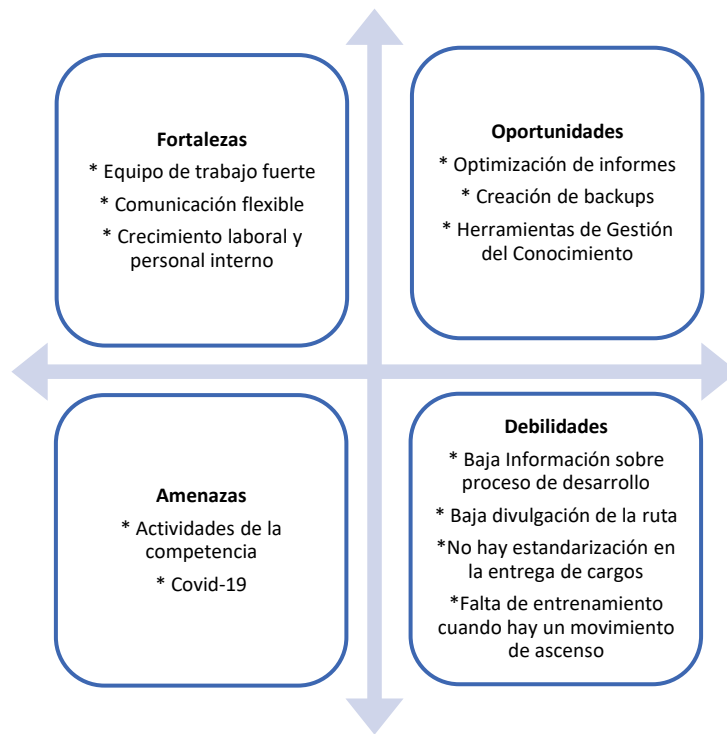 Fortalezas
* Equipo de trabajo fuerte
* Comunicación flexible
* Crecimiento laboral y
personal interno
Oportunidades
* Optimización de informes
* Creación de backups
* Herramientas de Gestión
del Conocimiento
Amenazas
* Actividades de la
competencia
* Covid-19
Debilidades
* Baja Información sobre
proceso de desarrollo
* Baja divulgación de la ruta
*No hay estandarización en
la entrega de cargos
*Falta de entrenamiento
cuando hay un movimiento
de ascenso